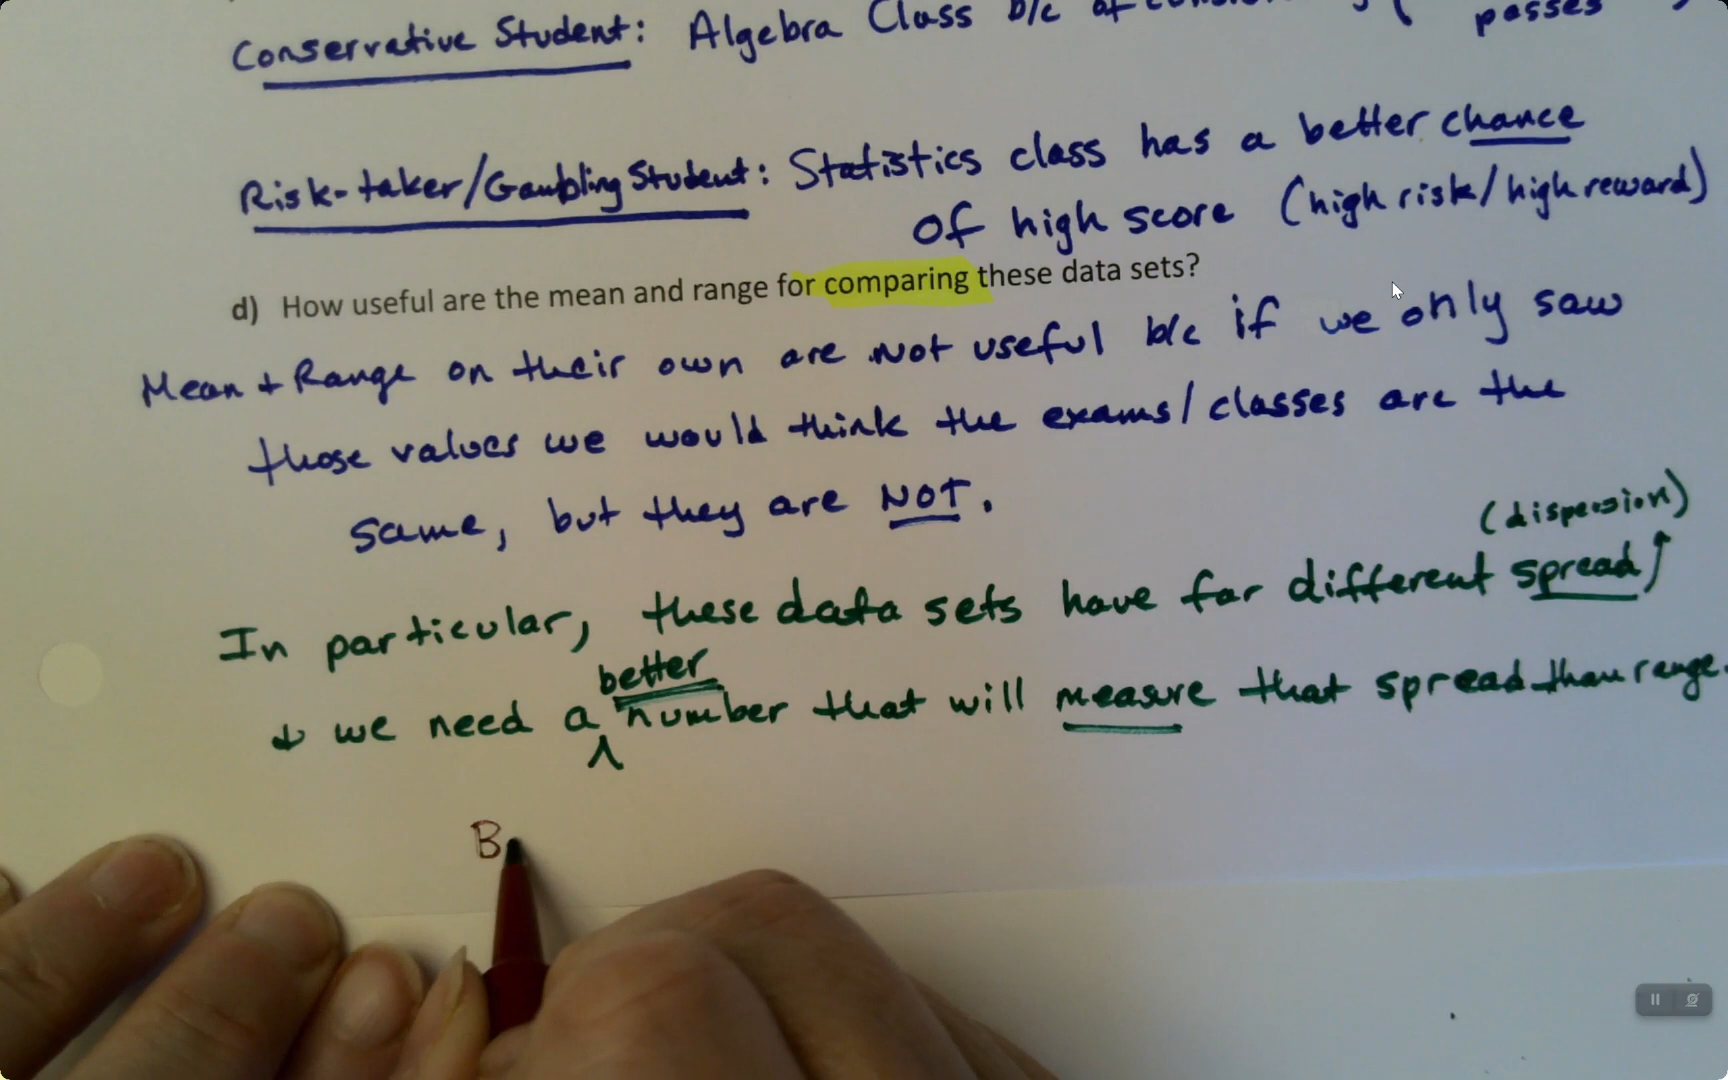 Conservative Student: Algebra Class b/c of
passes
Risk-taker/Gambling Student: Statistics class has a better chance
of high score (high risk/high reward)
d) How useful are the mean and range for comparing these data sets?
Mean + Range on their own are not useful b/c if we only saw
those values we would think the exams/classes are the
same, but they are NOT.
(dispersion)
In particular, these data sets have far different spread
better
+ we need a number that will measure that spread than range.
B